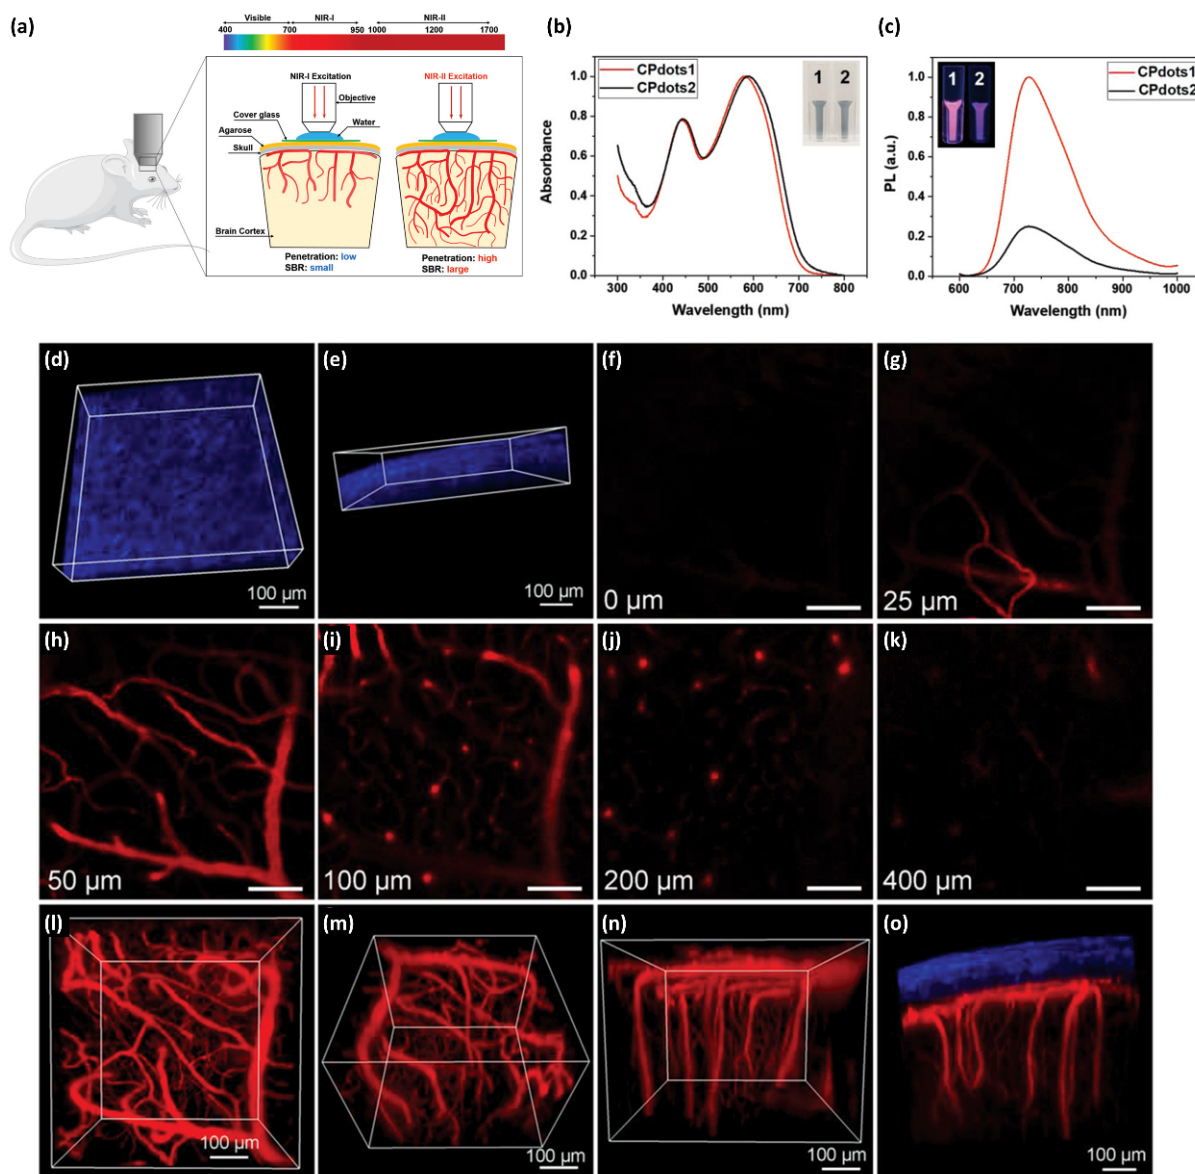 (a)
Visible
NIR-I
NIR-II
400
700
950
1000
1200
1700
NIR-I Excitation
NIR-II Excitation
Objective
Cover glass
Water
Agarose
Skull
Brain Cortex
Penetration: low
SBR: small
Penetration: high
SBR: large
(b)
CPdots1
CPdots2
1 2
Absorbance
1.0
0.8
0.6
0.4
0.2
0.0
300 400 500 600 700 800
Wavelength (nm)
(c)
1 2
CPdots1
CPdots2
PL (a.u.)
1.0
0.8
0.6
0.4
0.2
0.0
600 700 800 900 1000
Wavelength (nm)
(d)
100 µm
(e)
100 µm
(f)
0 µm
(g)
25 µm
(h)
50 µm
(i)
100 µm
(j)
200 µm
(k)
400 µm
(l)
100 µm
(m)
100 µm
(n)
100 µm
(o)
100 µm